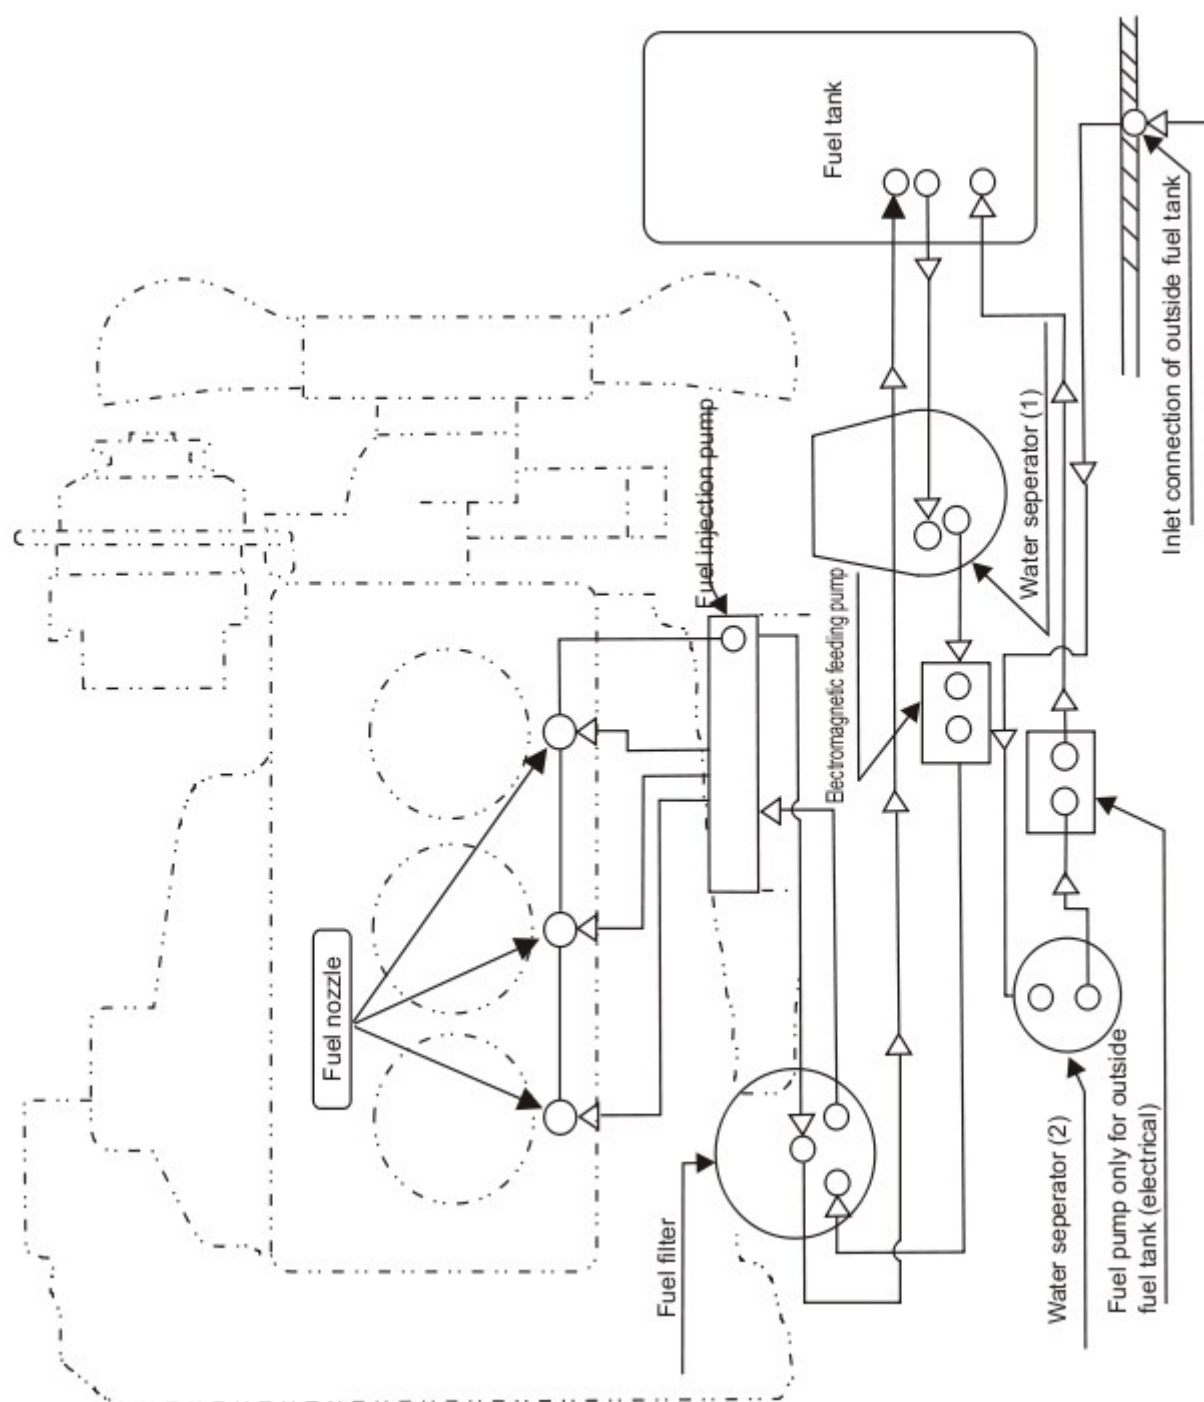 Fuel tank
Inlet connection of outside fuel tank
Fuel injection pump
Water seperator (1)
Electromagnetic feeding pump
Fuel nozzle
Fuel filter
Water seperator (2)
Fuel pump only for outside
fuel tank (electrical)